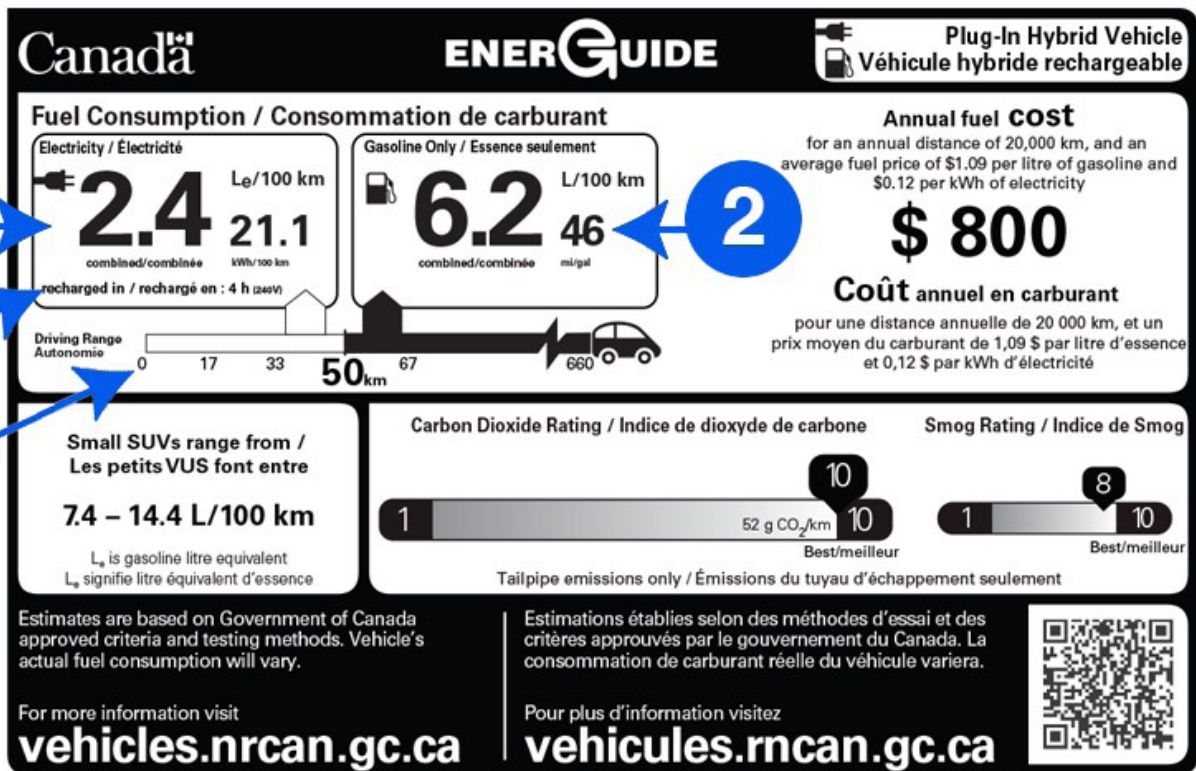 Canada
ENERGUIDE
Plug-In Hybrid Vehicle
Véhicule hybride rechargeable
Fuel Consumption / Consommation de carburant
Electricity / Électricité
2.4 Le/100 km
21.1
combined/combinée kWh/100 km
recharged in / rechargé en : 4 h (240V)
Gasoline Only / Essence seulement
6.2 L/100 km
46
combined/combinée mi/gal
2
Driving Range
Autonomie
0 17 33 50 km 67 660
Annual fuel cost
for an annual distance of 20,000 km, and an
average fuel price of $1.09 per litre of gasoline and
$0.12 per kWh of electricity
$ 800
Coût annuel en carburant
pour une distance annuelle de 20 000 km, et un
prix moyen du carburant de 1,09 $ par litre d'essence
et 0,12 $ par kWh d'électricité
Small SUVs range from /
Les petits VUS font entre
7.4 – 14.4 L/100 km
Le is gasoline litre equivalent
Le signifie litre équivalent d'essence
Carbon Dioxide Rating / Indice de dioxyde de carbone
10
1 52 g CO2/km 10
Best/meilleur
Smog Rating / Indice de Smog
8
1 10
Best/meilleur
Tailpipe emissions only / Émissions du tuyau d'échappement seulement
Estimates are based on Government of Canada
approved criteria and testing methods. Vehicle's
actual fuel consumption will vary.
For more information visit
vehicles.nrcan.gc.ca
Estimations établies selon des méthodes d'essai et des
critères approuvés par le gouvernement du Canada. La
consommation de carburant réelle du véhicule variera.
Pour plus d'information visitez
vehicules.rncan.gc.ca